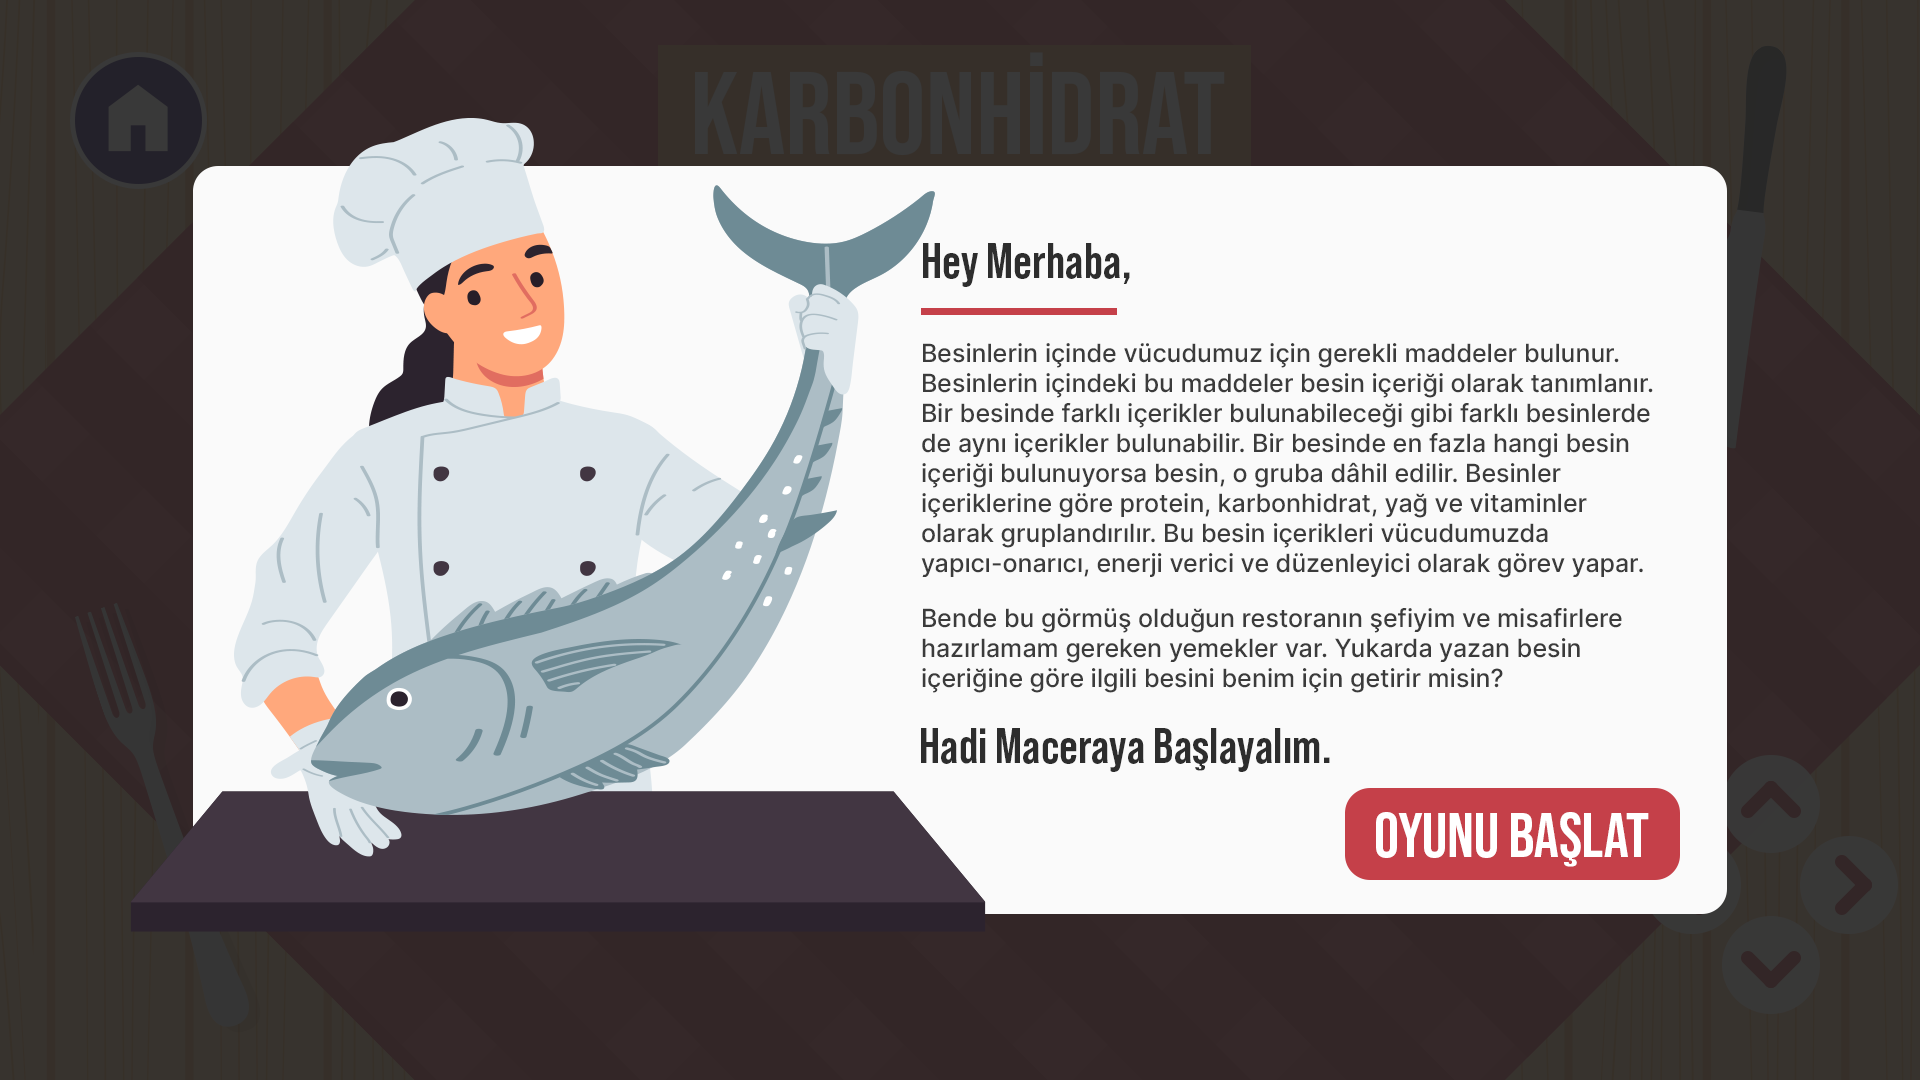 KARBONHİDRAT
Hey Merhaba,
Besinlerin içinde vücudumuz için gerekli maddeler bulunur.
Besinlerin içindeki bu maddeler besin içeriği olarak tanımlanır.
Bir besinde farklı içerikler bulunabileceği gibi farklı besinlerde
de aynı içerikler bulunabilir. Bir besinde en fazla hangi besin
içeriği bulunuyorsa besin, o gruba dâhil edilir. Besinler
içeriklerine göre protein, karbonhidrat, yağ ve vitaminler
olarak gruplandırılır. Bu besin içerikleri vücudumuzda
yapıcı-onarıcı, enerji verici ve düzenleyici olarak görev yapar.
Bende bu görmüş olduğun restoranın şefiyim ve misafirlere
hazırlamam gereken yemekler var. Yukarda yazan besin
içeriğine göre ilgili besini benim için getirir misin?
Hadi Maceraya Başlayalım.
OYUNU BAŞLAT